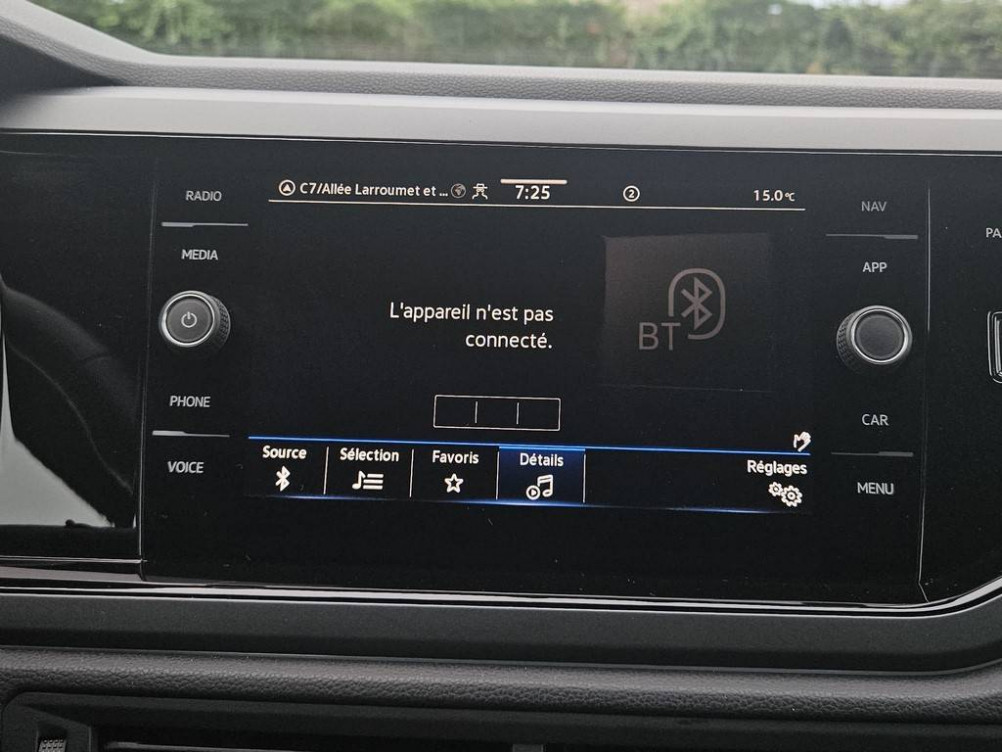 RADIO
MEDIA
PHONE
VOICE
C7/Allée Larroumet et ...
7:25
2
15.0°C
L'appareil n'est pas
connecté.
BT
Source
Sélection
Favoris
Détails
Réglages
NAV
APP
CAR
MENU
PA